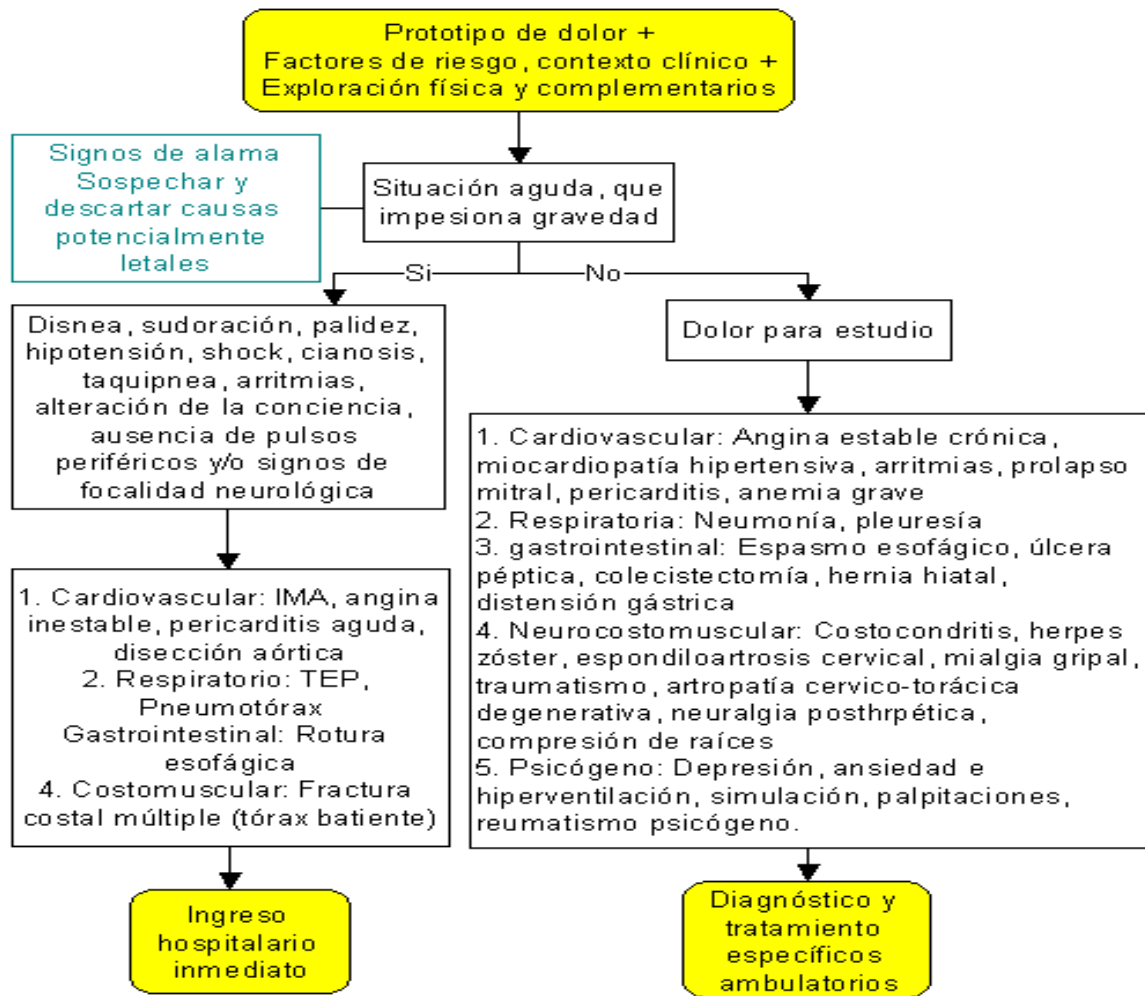 Prototipo de dolor +
Factores de riesgo, contexto clínico +
Exploración física y complementarios
Signos de alama
Sospechar y
descartar causas
potencialmente
letales
Situación aguda, que
impesiona gravedad
Si
No
Disnea, sudoración, palidez,
hipotensión, shock, cianosis,
taquipnea, arritmias,
alteración de la conciencia,
ausencia de pulsos
periféricos y/o signos de
focalidad neurológica
Dolor para estudio
1. Cardiovascular: IMA, angina
inestable, pericarditis aguda,
disección aórtica
2. Respiratorio: TEP,
Pneumotórax
Gastrointestinal: Rotura
esofágica
4. Costomuscular: Fractura
costal múltiple (tórax batiente)
1. Cardiovascular: Angina estable crónica,
miocardiopatía hipertensiva, arritmias, prolapso
mitral, pericarditis, anemia grave
2. Respiratoria: Neumonía, pleuresía
3. gastrointestinal: Espasmo esofágico, úlcera
péptica, colecistectomía, hernia hiatal,
distensión gástrica
4. Neurocostomuscular: Costocondritis, herpes
zóster, espondiloartrosis cervical, mialgia gripal,
traumatismo, artropatía cervico-torácica
degenerativa, neuralgia posthrpética,
compresión de raíces
5. Psicógeno: Depresión, ansiedad e
hiperventilación, simulación, palpitaciones,
reumatismo psicógeno.
Ingreso
hospitalario
inmediato
Diagnóstico y
tratamiento
específicos
ambulatorios